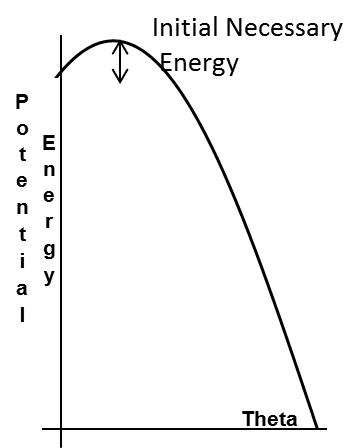 Initial Necessary
Energy
Potential
Energy
Theta